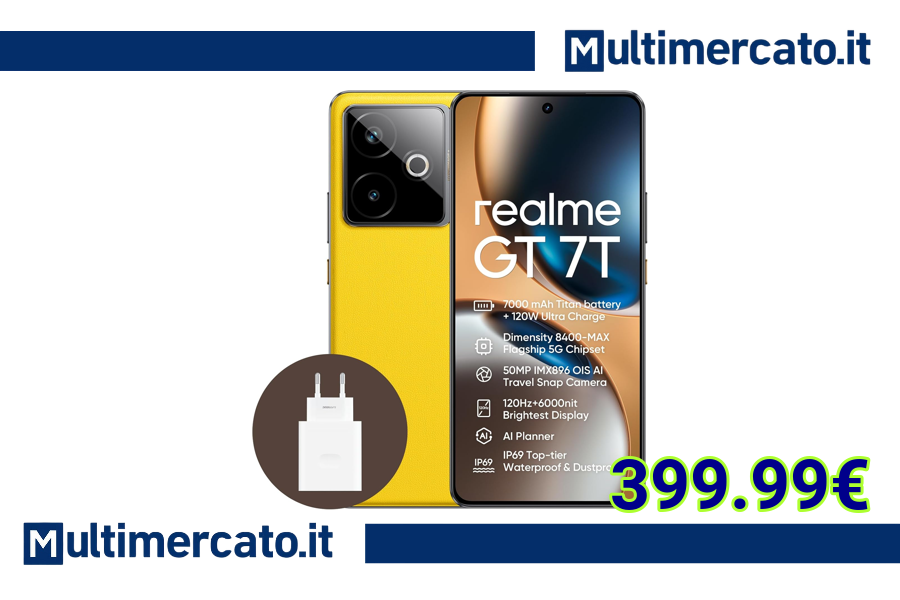 Multimercato.it
realme
GT 7T
7000 mAh Titan battery
+ 120W Ultra Charge
Dimensity 8400-MAX
Flagship 5G Chipset
50MP IMX896 OIS AI
Travel Snap Camera
120Hz+6000nit
Brightest Display
AI
AI Planner
IP69
IP69 Top-tier
Waterproof & Dustpro
399.99€
Multimercato.it